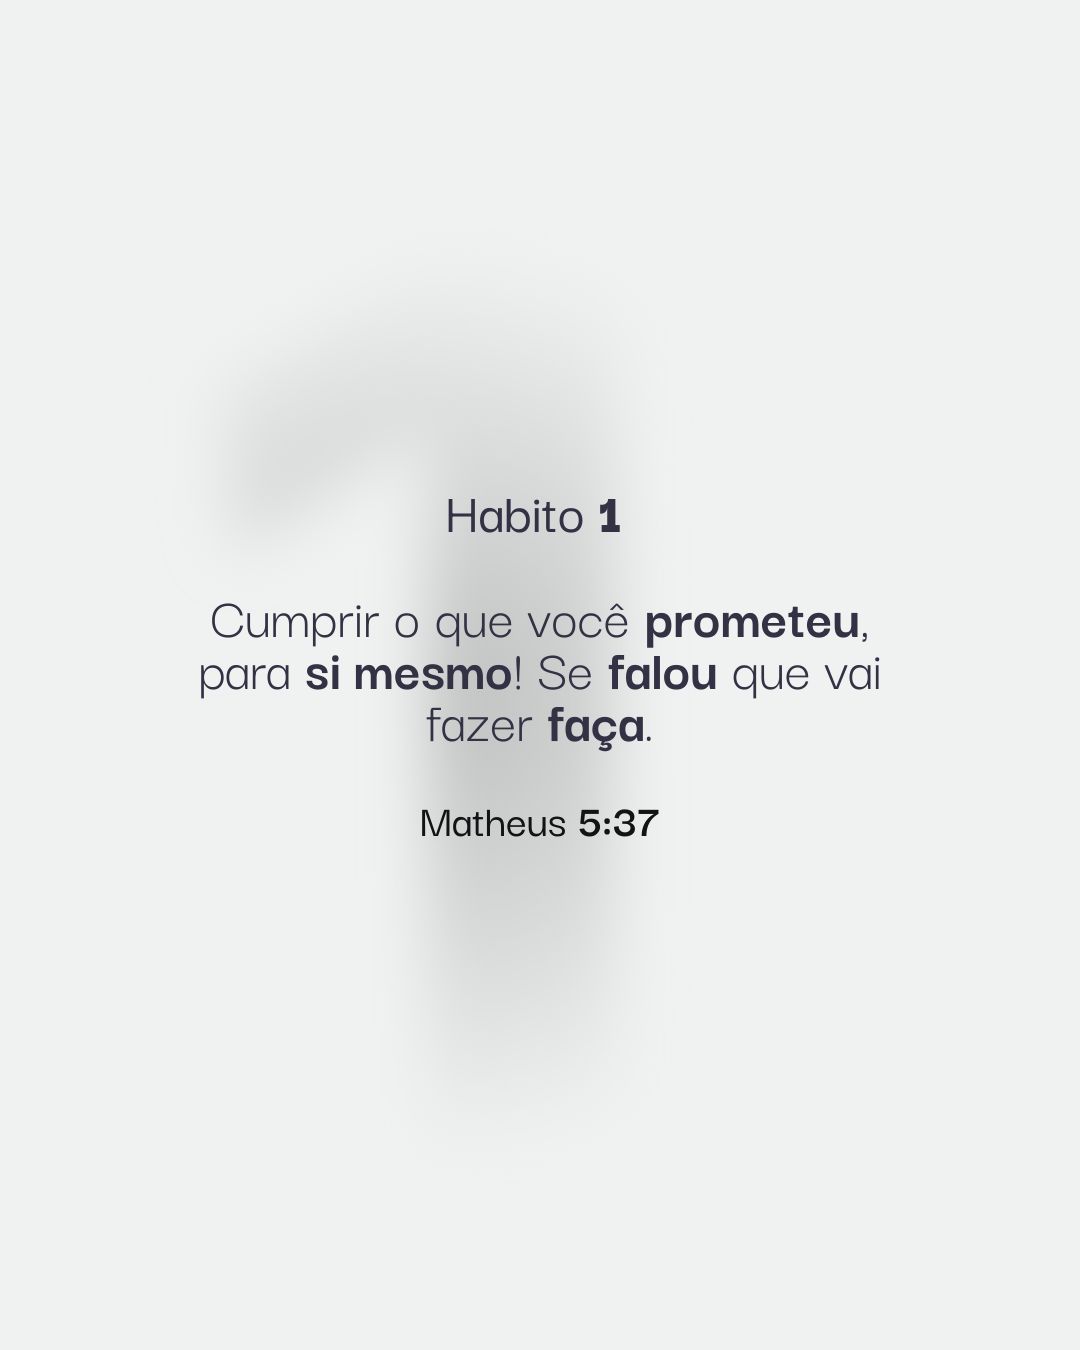 Habito 1
Cumprir o que você prometeu,
para si mesmo! Se falou que vai
fazer faça.
Matheus 5:37